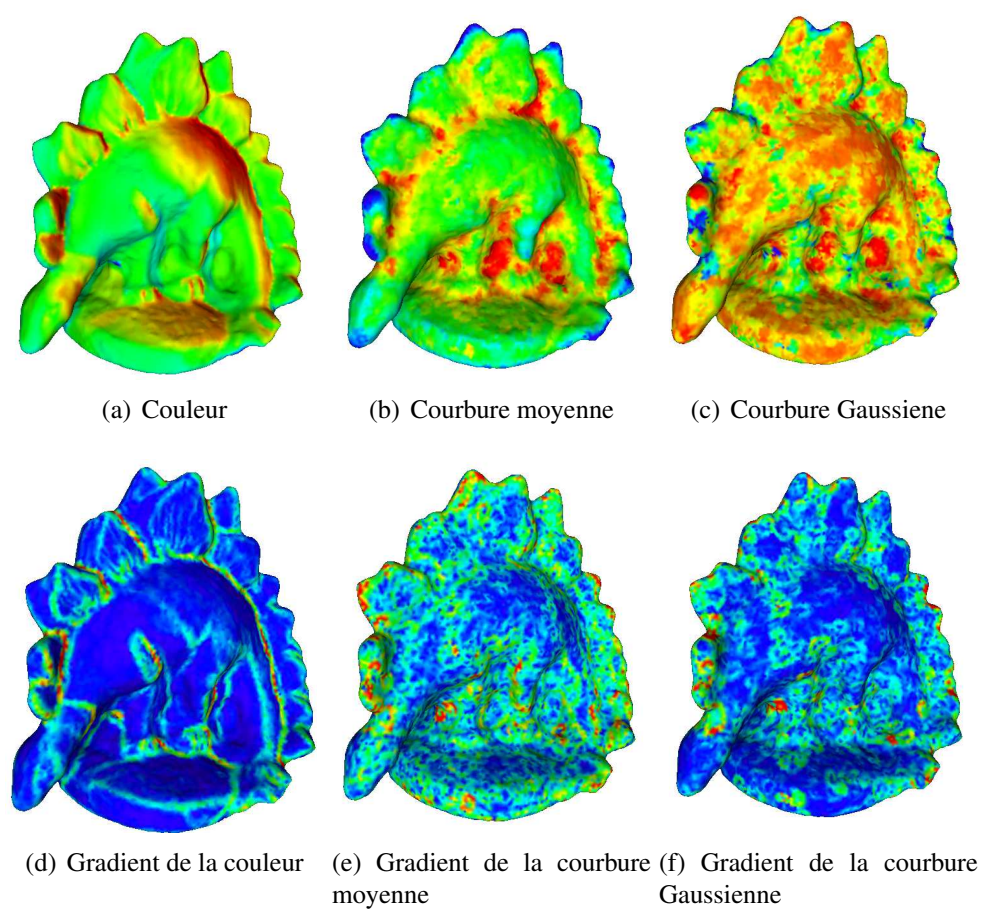 (a) Couleur
(b) Courbure moyenne
(c) Courbure Gaussiene
(d) Gradient de la couleur
(e) Gradient de la courbure
moyenne
(f) Gradient de la courbure
Gaussienne